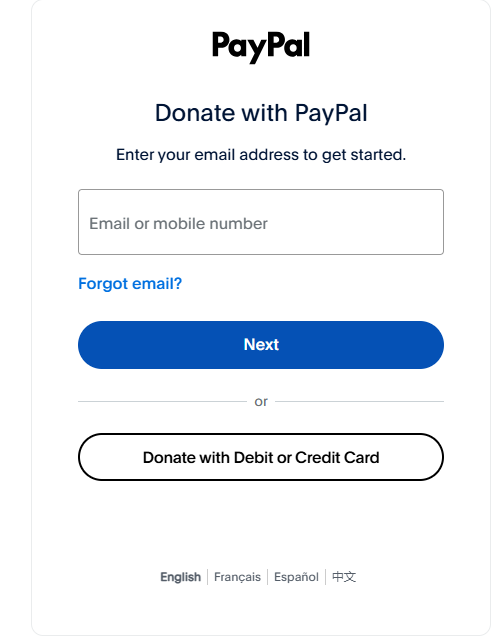 PayPal
Donate with PayPal
Enter your email address to get started.
Email or mobile number
Forgot email?
Next
or
Donate with Debit or Credit Card
English Français Español 中文